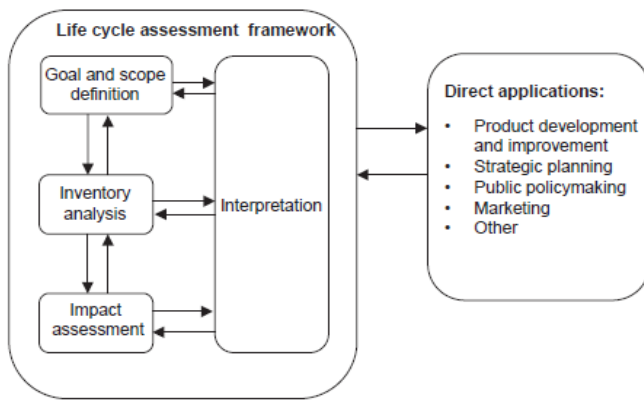 Life cycle assessment framework
Goal and scope
definition
Inventory
analysis
Impact
assessment
Interpretation
Direct applications:
• Product development
and improvement
• Strategic planning
• Public policymaking
• Marketing
• Other